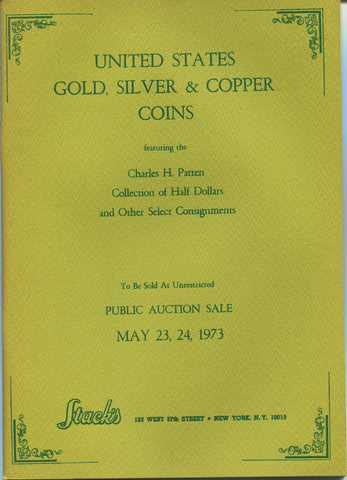 UNITED STATES
GOLD, SILVER & COPPER
COINS
featuring the
Charles H. Patten
Collection of Half Dollars
and Other Select Consignments
To Be Sold At Unrestricted
PUBLIC AUCTION SALE
MAY 23, 24, 1973
Stack's 123 WEST 57th STREET • NEW YORK, N. Y. 10019